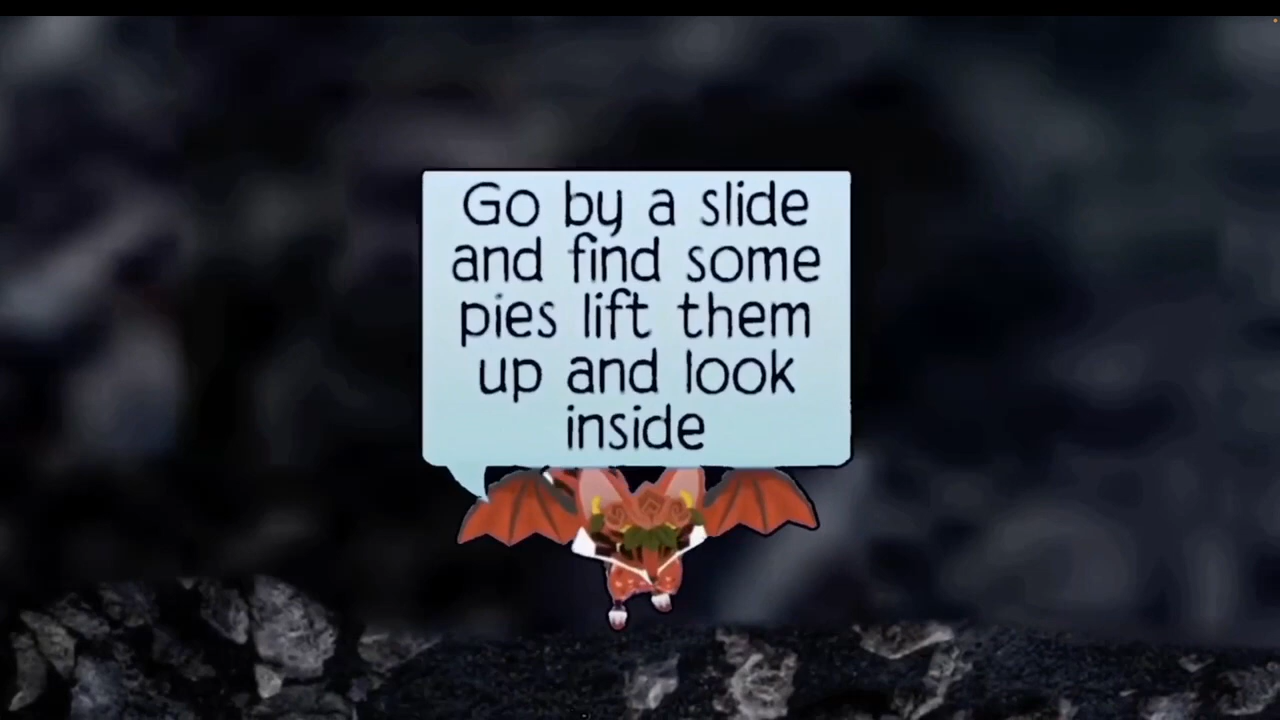 Go by a slide
and find some
pies lift them
up and look
inside